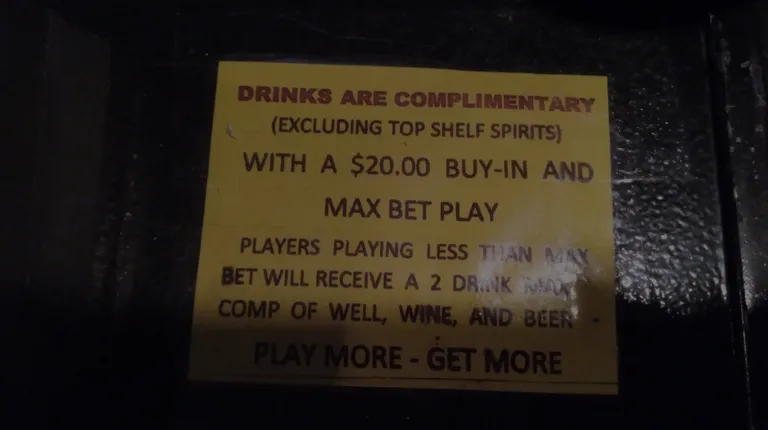 DRINKS ARE COMPLIMENTARY
(EXCLUDING TOP SHELF SPIRITS)
WITH A $20.00 BUY-IN AND
MAX BET PLAY
PLAYERS PLAYING LESS THAN MAX
BET WILL RECEIVE A 2 DRINK MAX
COMP OF WELL, WINE, AND BEER -
PLAY MORE - GET MORE